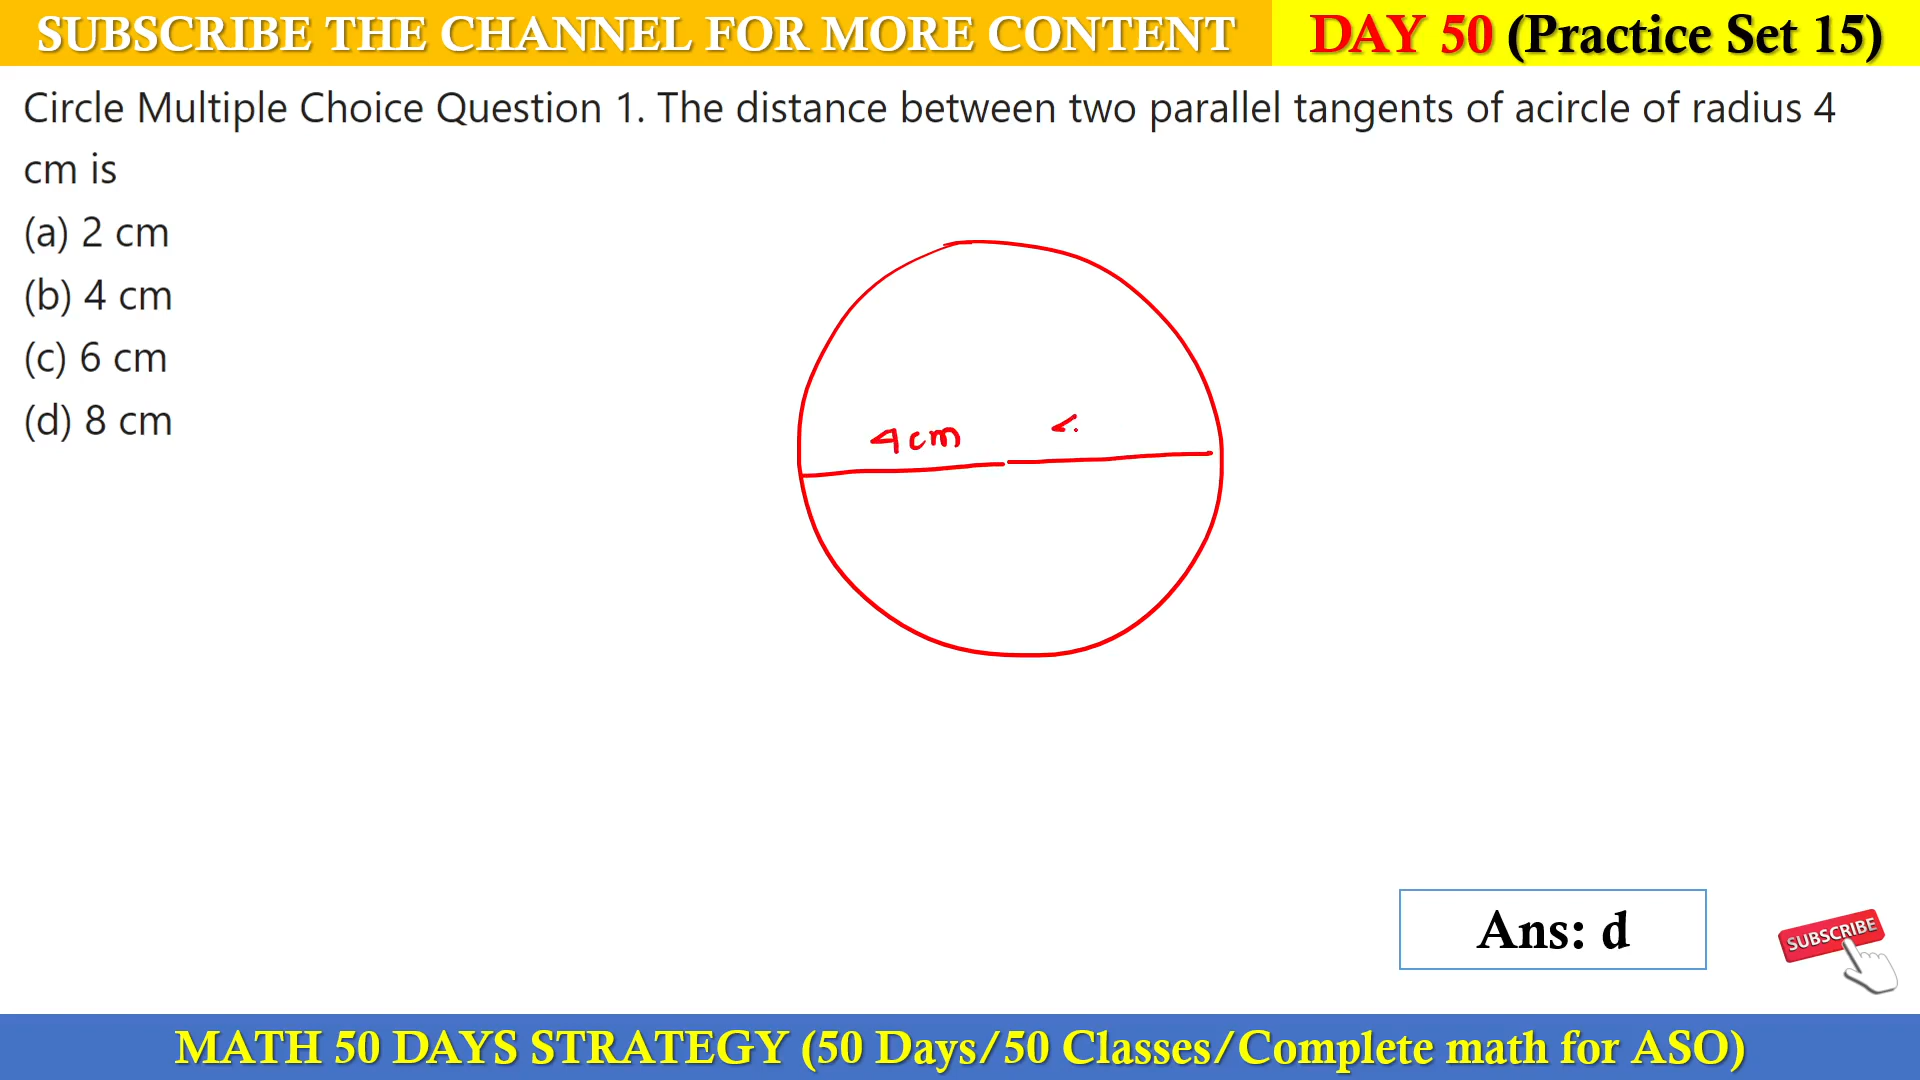 SUBSCRIBE THE CHANNEL FOR MORE CONTENT
DAY 50 (Practice Set 15)
Circle Multiple Choice Question 1. The distance between two parallel tangents of acircle of radius 4
cm is
(a) 2 cm
(b) 4 cm
(c) 6 cm
(d) 8 cm
4cm
Ans: d
SUBSCRIBE
MATH 50 DAYS STRATEGY (50 Days/50 Classes/Complete math for ASO)